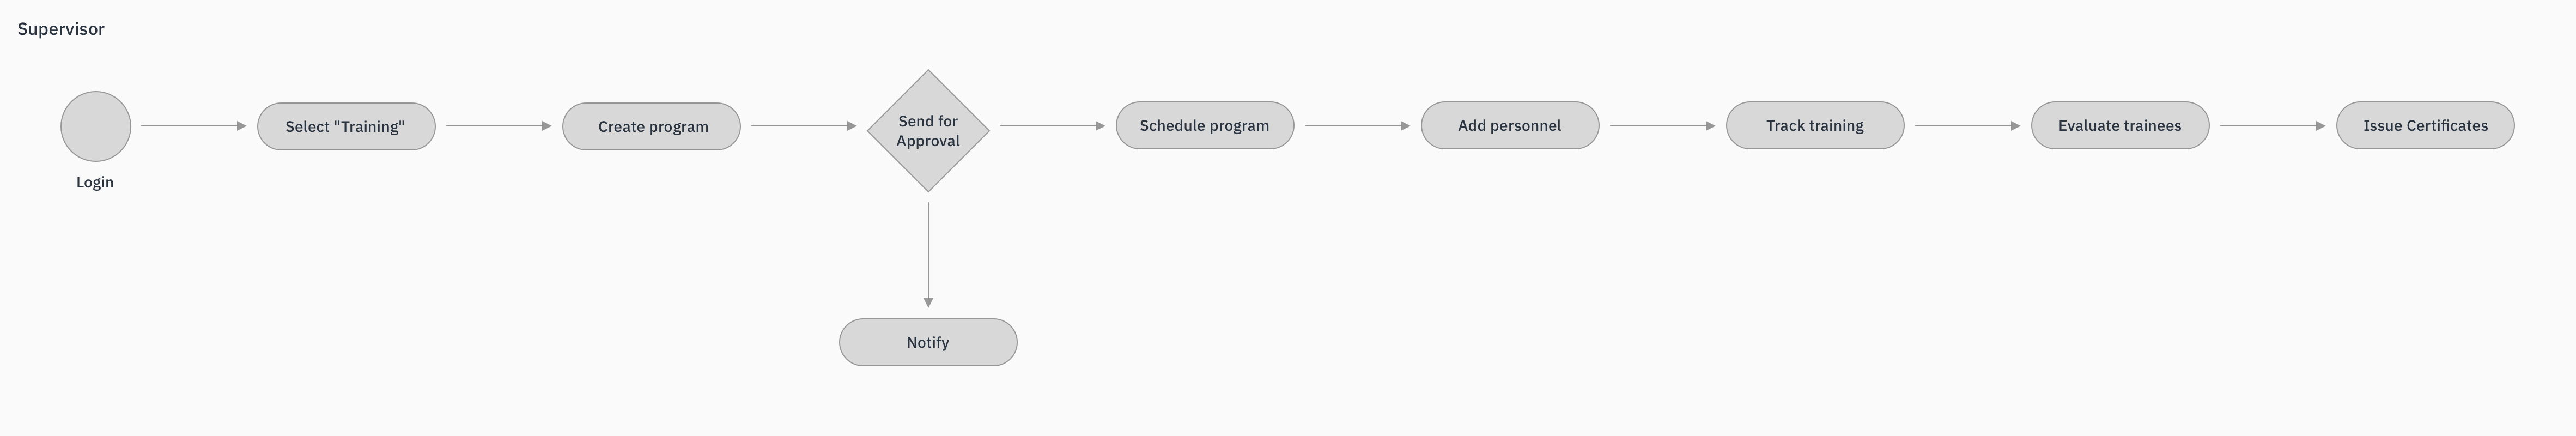 Supervisor
Login
Select "Training"
Create program
Send for
Approval
Schedule program
Add personnel
Track training
Evaluate trainees
Issue Certificates
Notify